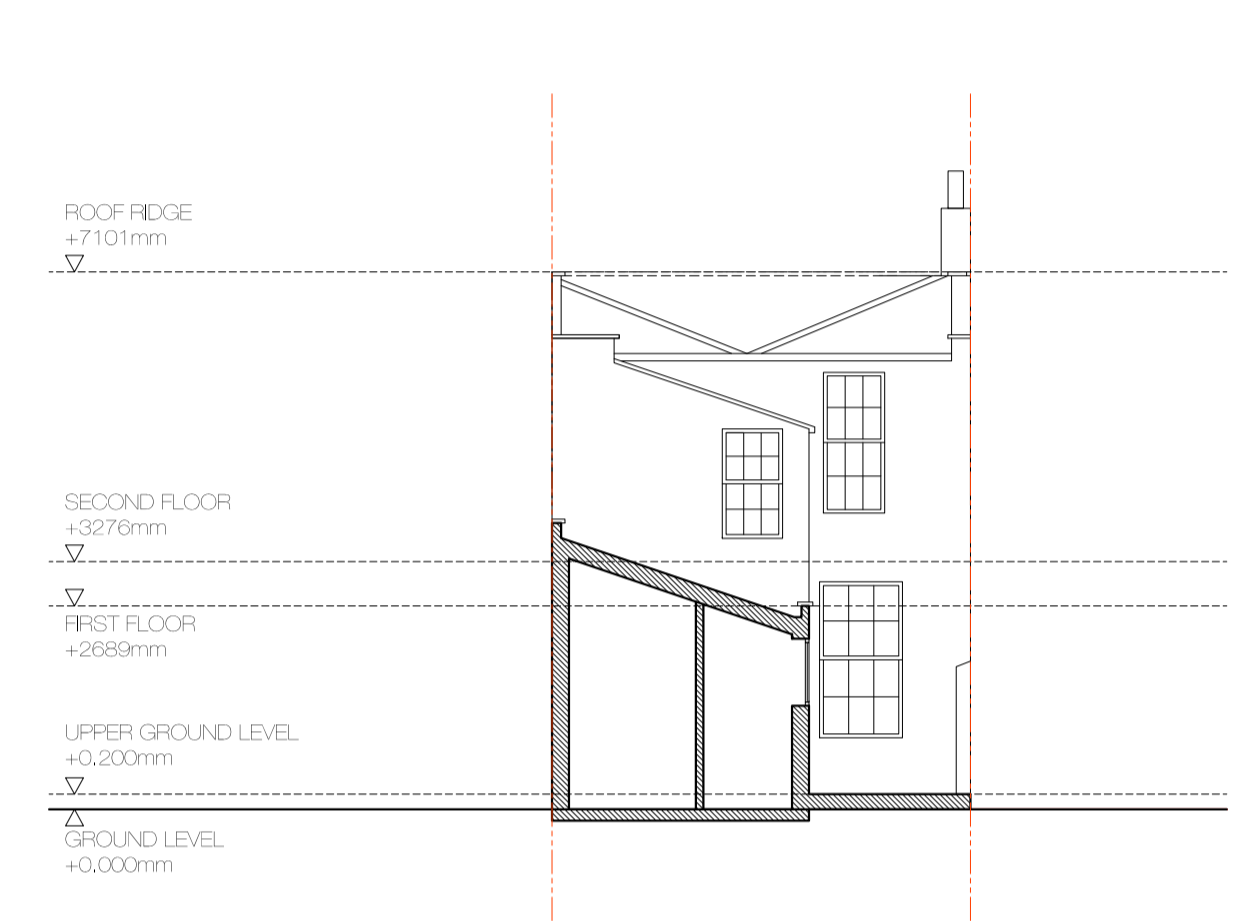 ROOF RIDGE
+7101mm
SECOND FLOOR
+3276mm
FIRST FLOOR
+2689mm
UPPER GROUND LEVEL
+0.200mm
GROUND LEVEL
+0.000mm